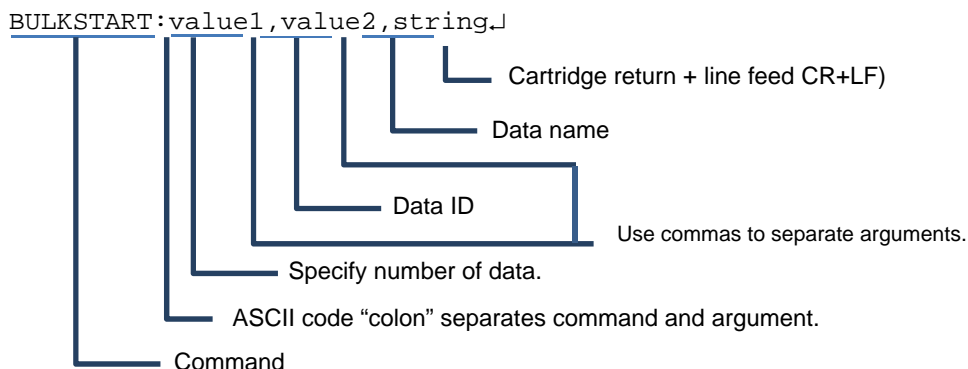 BULKSTART:value1,value2,string↵
Cartridge return + line feed CR+LF)
Data name
Data ID
Use commas to separate arguments.
Specify number of data.
ASCII code “colon” separates command and argument.
Command